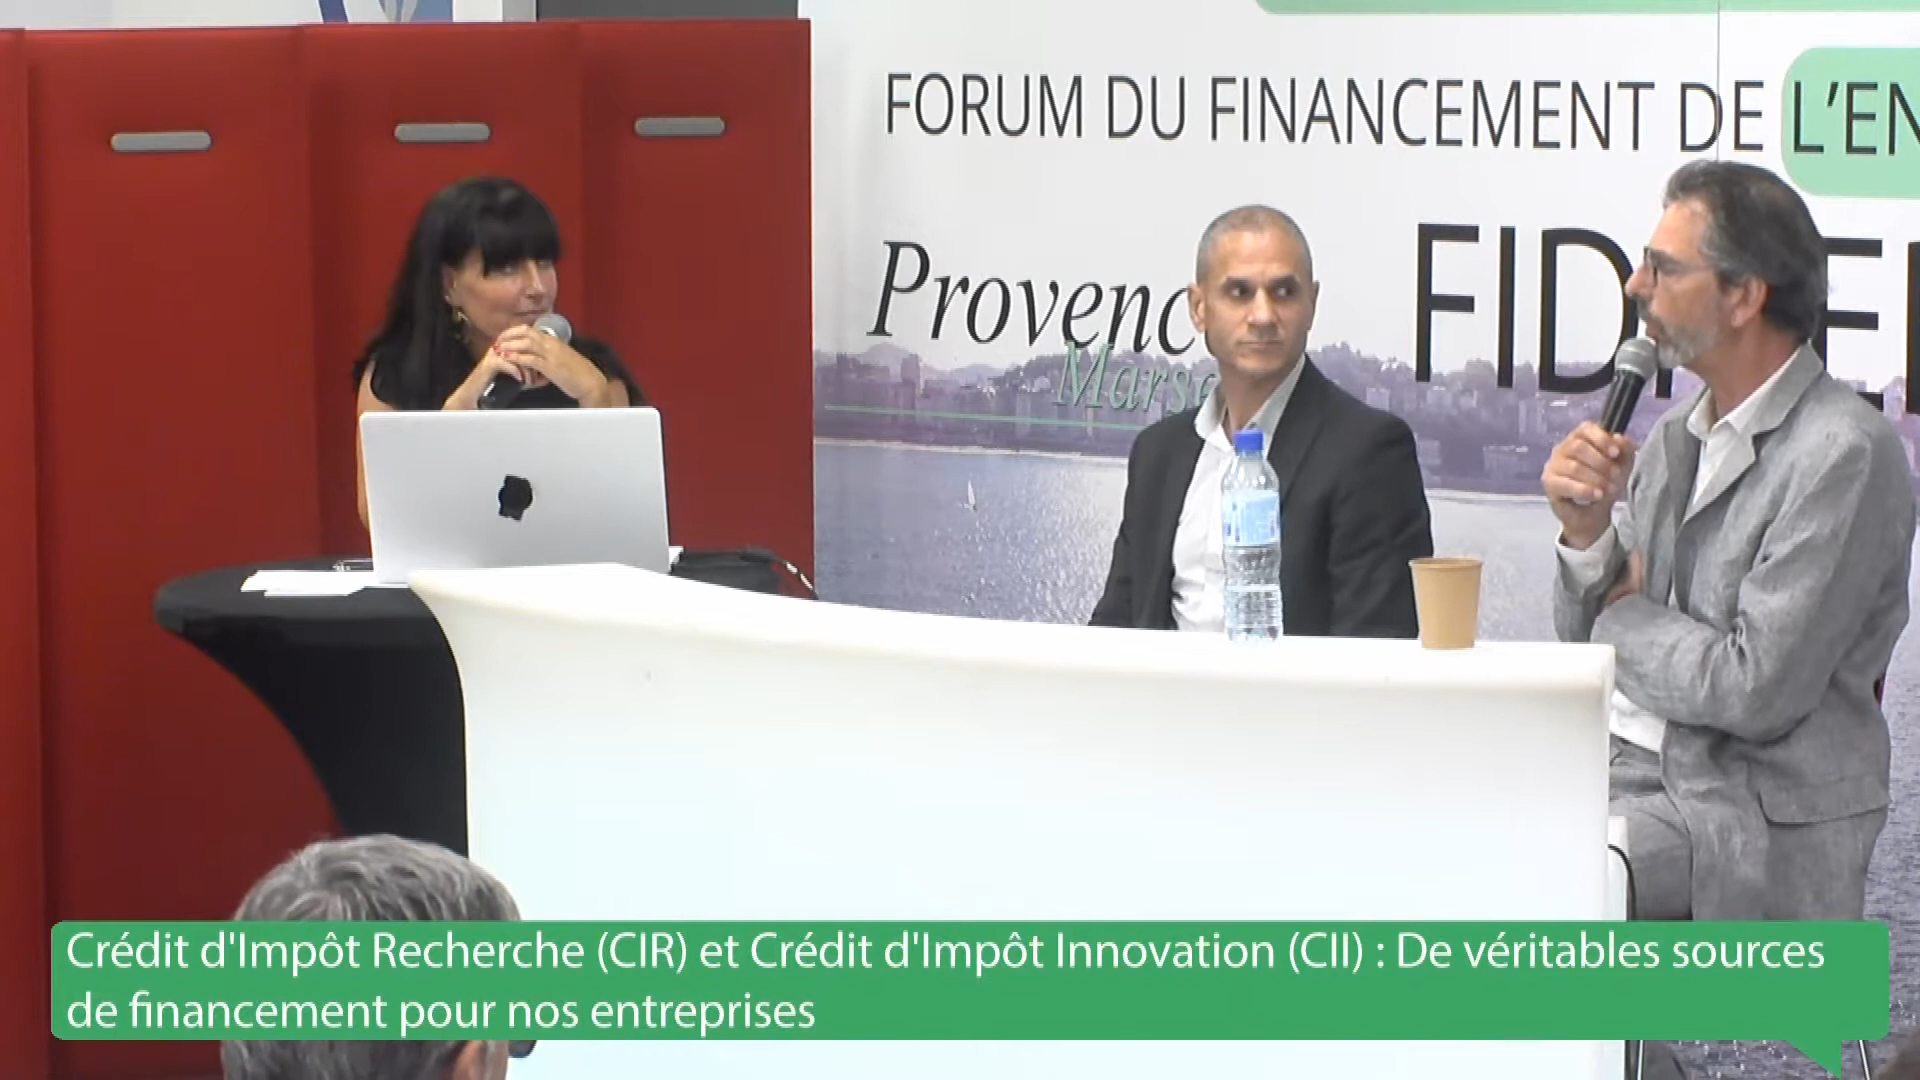 FORUM DU FINANCEMENT DE L'EN
Provenc
Marse
FID
Crédit d'Impôt Recherche (CIR) et Crédit d'Impôt Innovation (CII) : De véritables sources
de financement pour nos entreprises